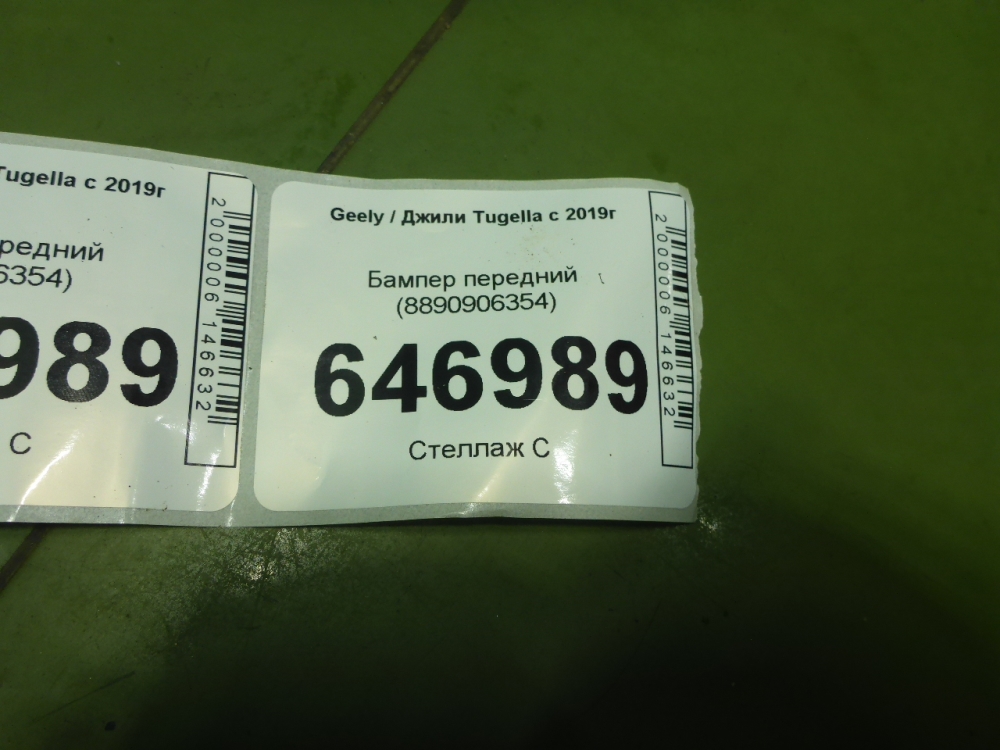 Tugella с 2019г
редний
6354)
989
С
2000006146632
Geely / Джили Tugella с 2019г
Бампер передний
(8890906354)
646989
Стеллаж С
2000006146632